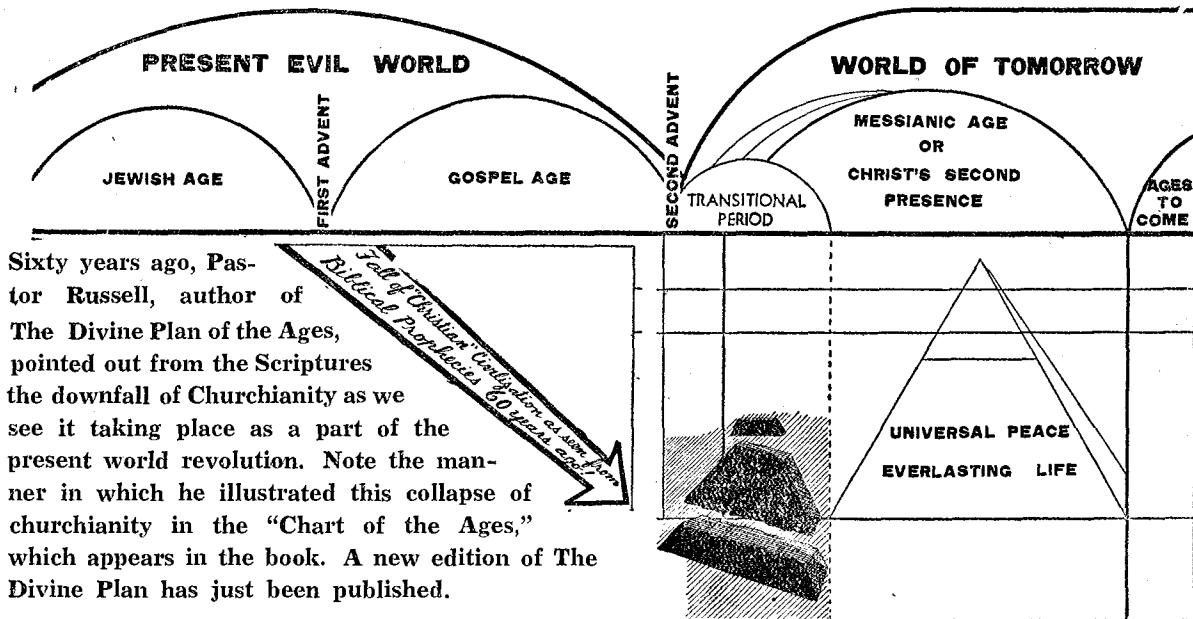 PRESENT EVIL WORLD
WORLD OF TOMORROW
JEWISH AGE
FIRST ADVENT
GOSPEL AGE
SECOND ADVENT
TRANSITIONAL
PERIOD
MESSIANIC AGE
OR
CHRIST'S SECOND
PRESENCE
AGES
TO
COME
Fall of "Christian" Civilization as seen from
Biblical Prophecies 60 years ago!
Sixty years ago, Pas-
tor Russell, author of
The Divine Plan of the Ages,
pointed out from the Scriptures
the downfall of Churchianity as we
see it taking place as a part of the
present world revolution. Note the man-
ner in which he illustrated this collapse of
churchianity in the “Chart of the Ages,”
which appears in the book. A new edition of The
Divine Plan has just been published.
UNIVERSAL PEACE
EVERLASTING LIFE